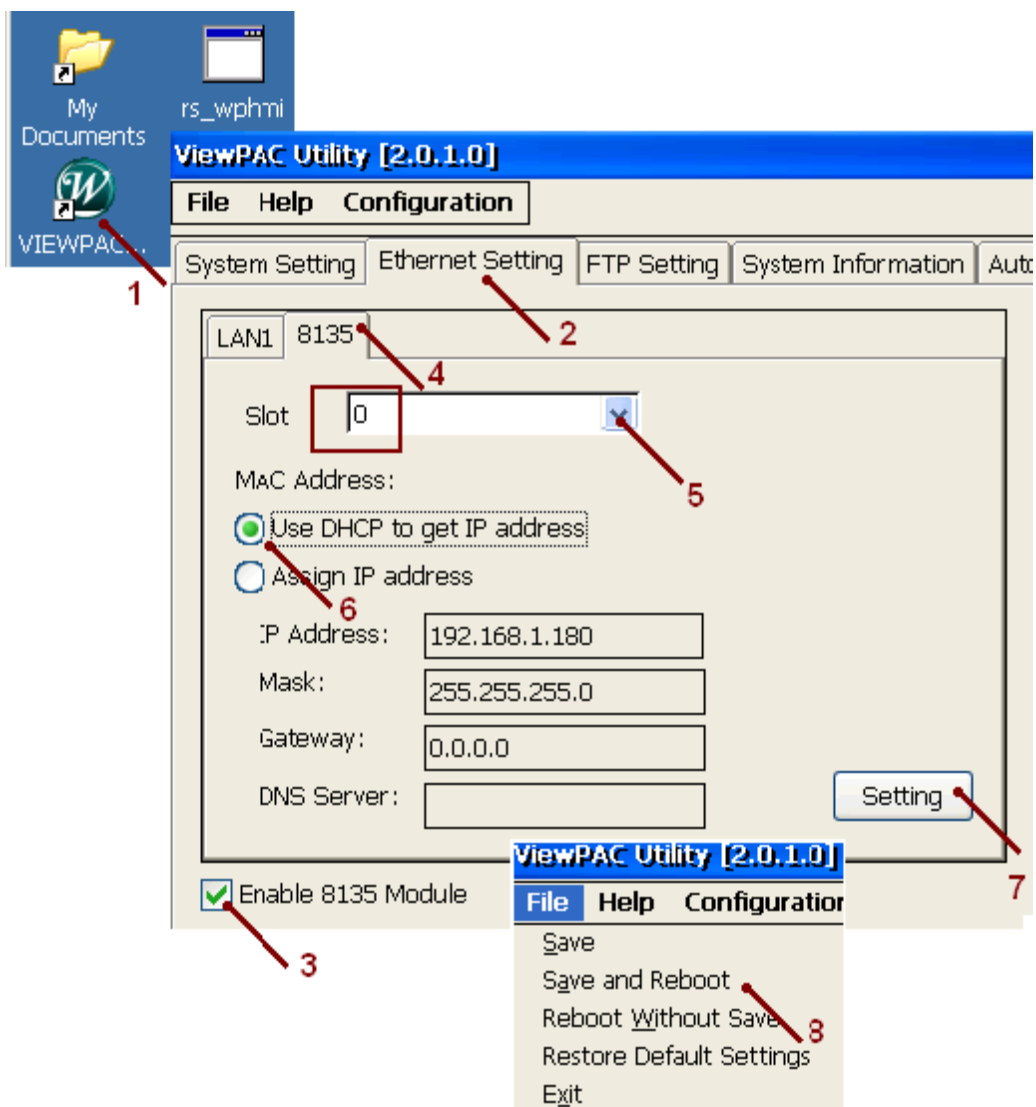 My
Documents
rs_wphmi
VIEWPAC...
1
ViewPAC Utility [2.0.1.0]
File Help Configuration
System Setting Ethernet Setting FTP Setting System Information Auto
2
LAN1 8135
4
Slot 0
5
MAC Address:
Use DHCP to get IP address
Assign IP address
6
IP Address: 192.168.1.180
Mask: 255.255.255.0
Gateway: 0.0.0.0
DNS Server:
Setting
7
Enable 8135 Module
3
ViewPAC Utility [2.0.1.0]
File Help Configuration
Save
Save and Reboot
Reboot Without Save
8
Restore Default Settings
Exit